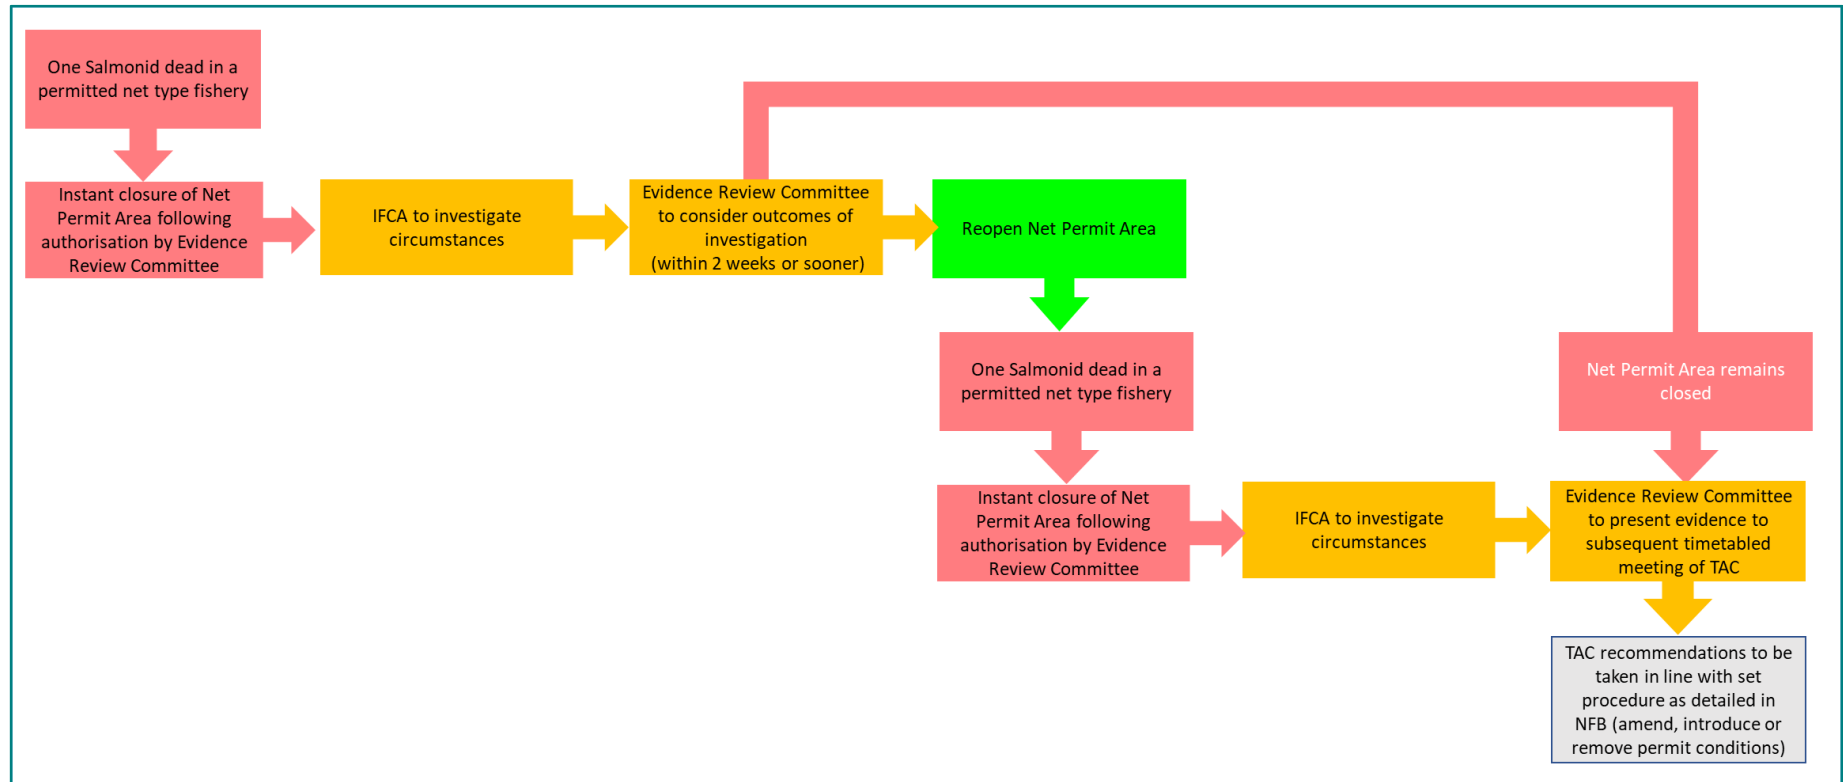 One Salmonid dead in a
permitted net type fishery
Instant closure of Net
Permit Area following
authorisation by Evidence
Review Committee
IFCA to investigate
circumstances
Evidence Review Committee
to consider outcomes of
investigation
(within 2 weeks or sooner)
Reopen Net Permit Area
One Salmonid dead in a
permitted net type fishery
Net Permit Area remains
closed
Instant closure of Net
Permit Area following
authorisation by Evidence
Review Committee
IFCA to investigate
circumstances
Evidence Review Committee
to present evidence to
subsequent timetabled
meeting of TAC
TAC recommendations to be
taken in line with set
procedure as detailed in
NFB (amend, introduce or
remove permit conditions)